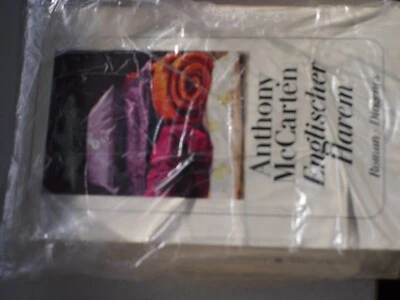 Anthony
McCarten
Englischer
Harem
Roman · Diogenes